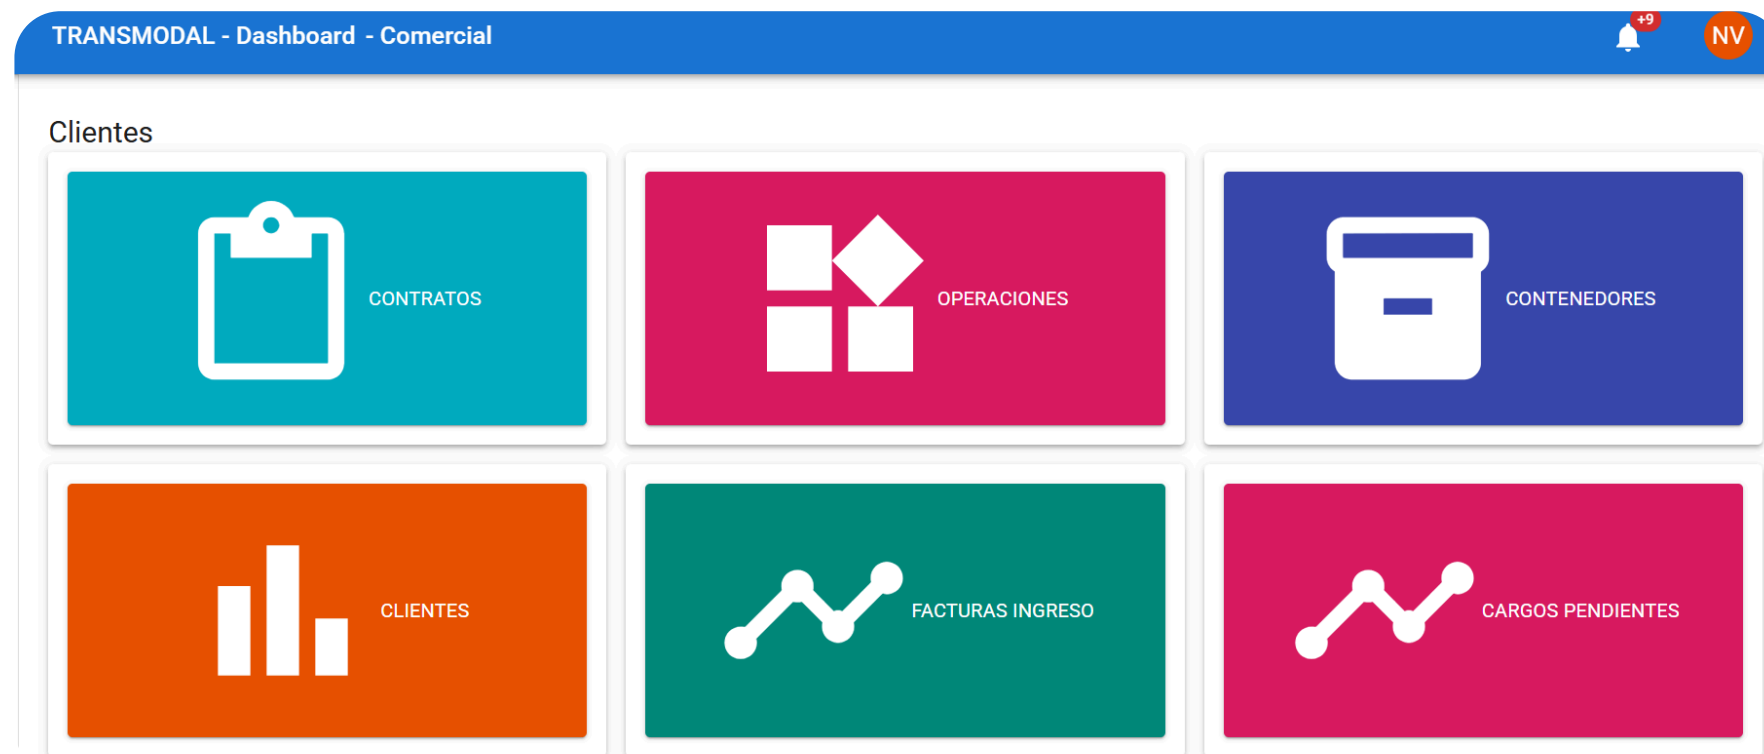 TRANSMODAL - Dashboard - Comercial
+9
NV
Clientes
CONTRATOS
OPERACIONES
CONTENEDORES
CLIENTES
FACTURAS INGRESO
CARGOS PENDIENTES